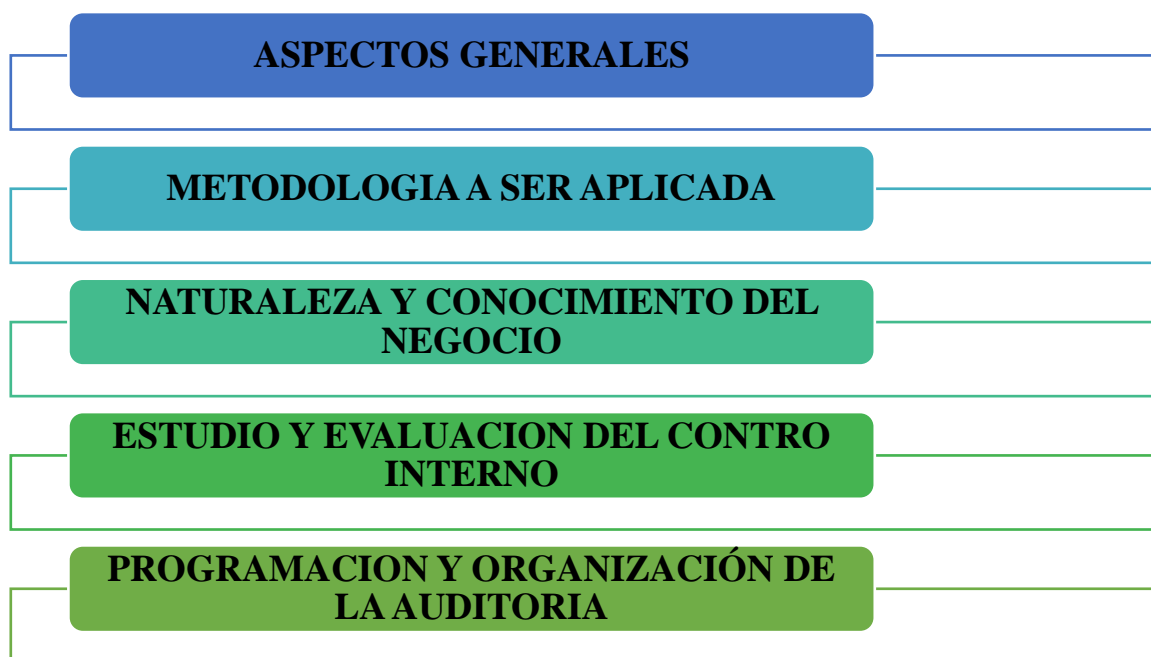 ASPECTOS GENERALES
METODOLOGIA A SER APLICADA
NATURALEZA Y CONOCIMIENTO DEL
NEGOCIO
ESTUDIO Y EVALUACION DEL CONTRO
INTERNO
PROGRAMACION Y ORGANIZACIÓN DE
LA AUDITORIA